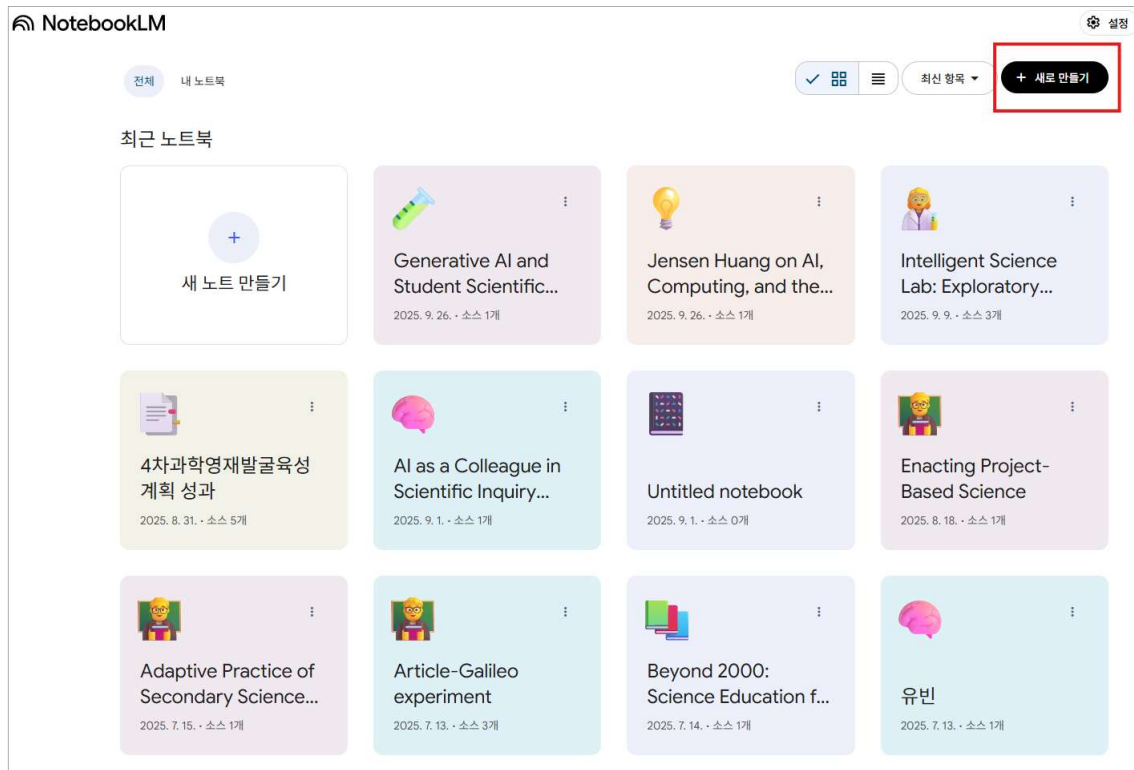 NotebookLM
설정
전체
내 노트북
최신 항목
+ 새로 만들기
최근 노트북
+
새 노트 만들기
Generative AI and
Student Scientific...
2025. 9. 26. · 소스 1개
Jensen Huang on AI,
Computing, and the...
2025. 9. 26. · 소스 1개
Intelligent Science
Lab: Exploratory...
2025. 9. 9. · 소스 3개
4차과학영재발굴육성
계획 성과
2025. 8. 31. · 소스 5개
AI as a Colleague in
Scientific Inquiry...
2025. 9. 1. · 소스 1개
Untitled notebook
2025. 9. 1. · 소스 0개
Enacting Project-
Based Science
2025. 8. 18. · 소스 1개
Adaptive Practice of
Secondary Science...
2025. 7. 15. · 소스 1개
Article-Galileo
experiment
2025. 7. 13. · 소스 3개
Beyond 2000:
Science Education f...
2025. 7. 14. · 소스 1개
유빈
2025. 7. 13. · 소스 1개